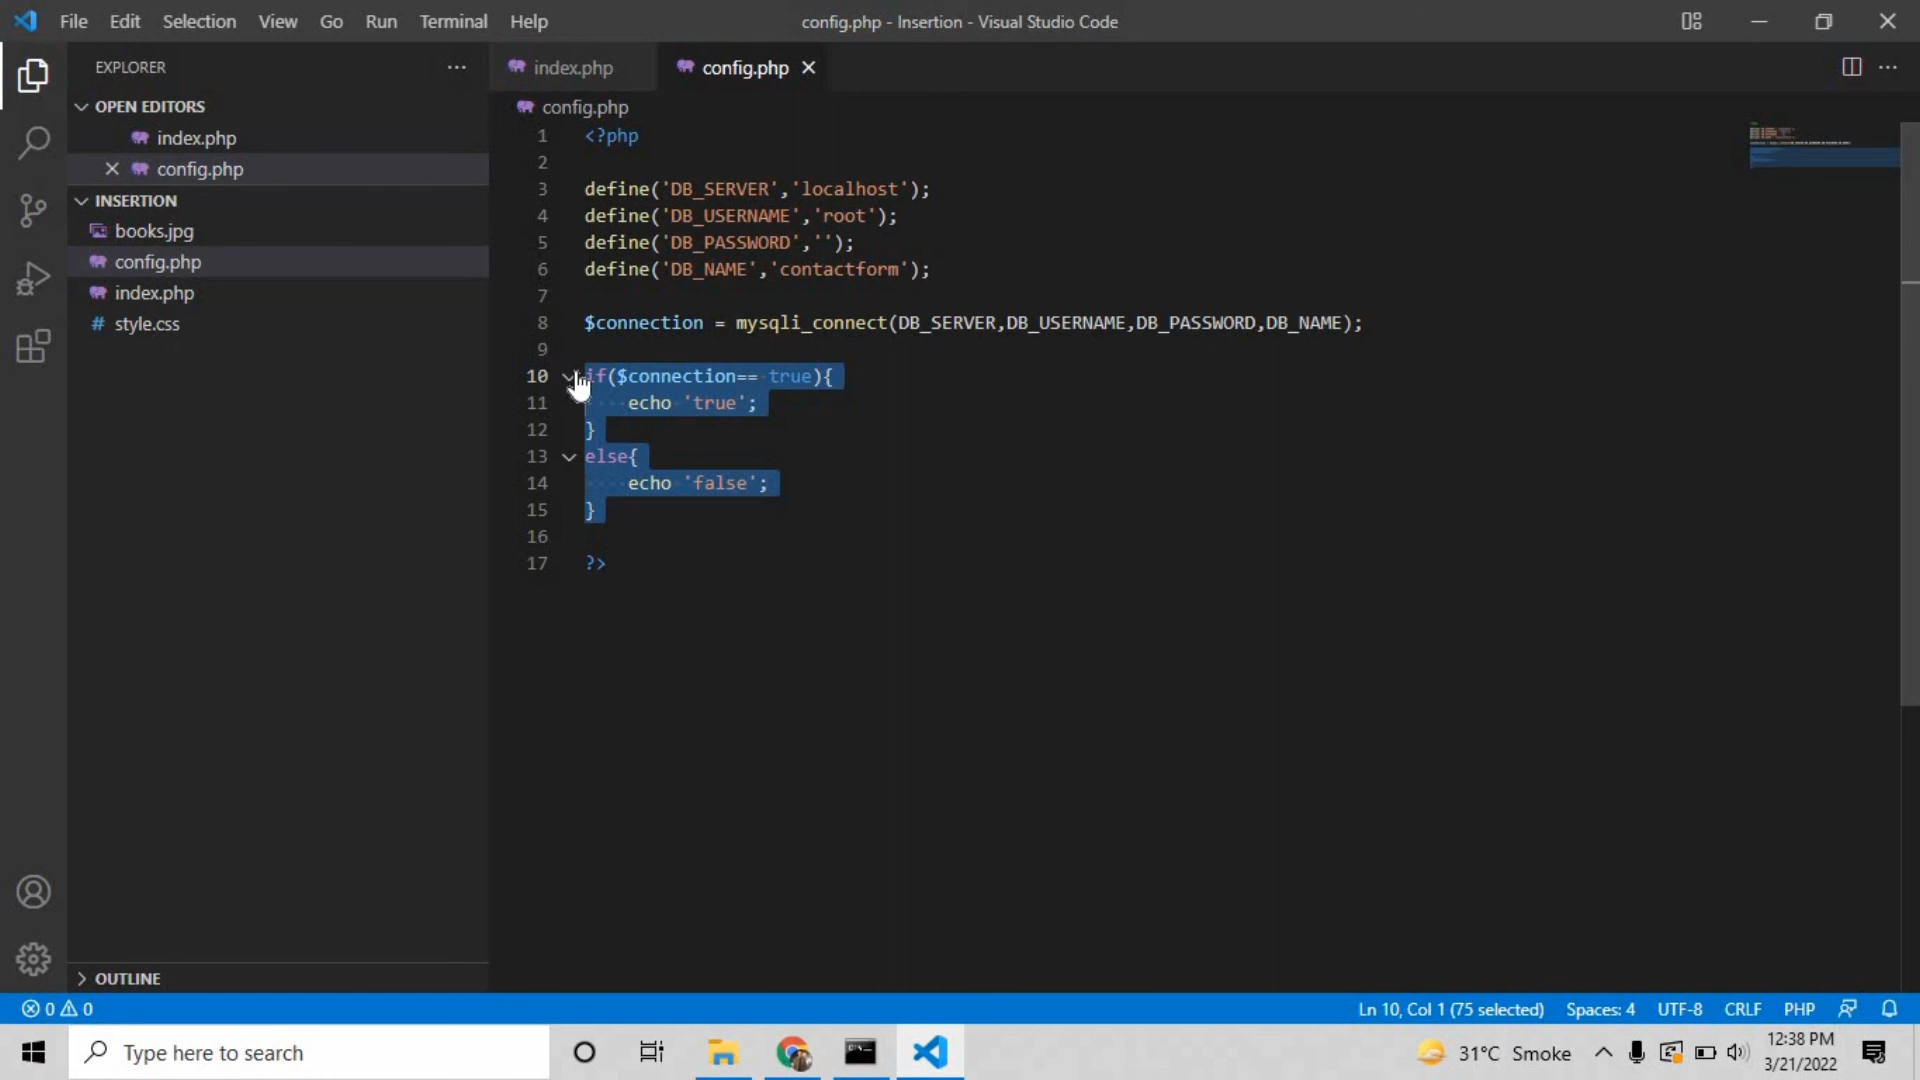 File Edit Selection View Go Run Terminal Help config.php - Insertion - Visual Studio Code
EXPLORER
OPEN EDITORS
index.php
config.php
INSERTION
books.jpg
config.php
index.php
style.css
OUTLINE
index.php config.php
config.php
1 <?php
2
3 define('DB_SERVER','localhost');
4 define('DB_USERNAME','root');
5 define('DB_PASSWORD','');
6 define('DB_NAME','contactform');
7
8 $connection = mysqli_connect(DB_SERVER,DB_USERNAME,DB_PASSWORD,DB_NAME);
9
10 if($connection== true){
11 echo 'true';
12 }
13 else{
14 echo 'false';
15 }
16
17 ?>
0 0 Ln 10, Col 1 (75 selected) Spaces: 4 UTF-8 CRLF PHP
Type here to search 31°C Smoke 12:38 PM
3/21/2022